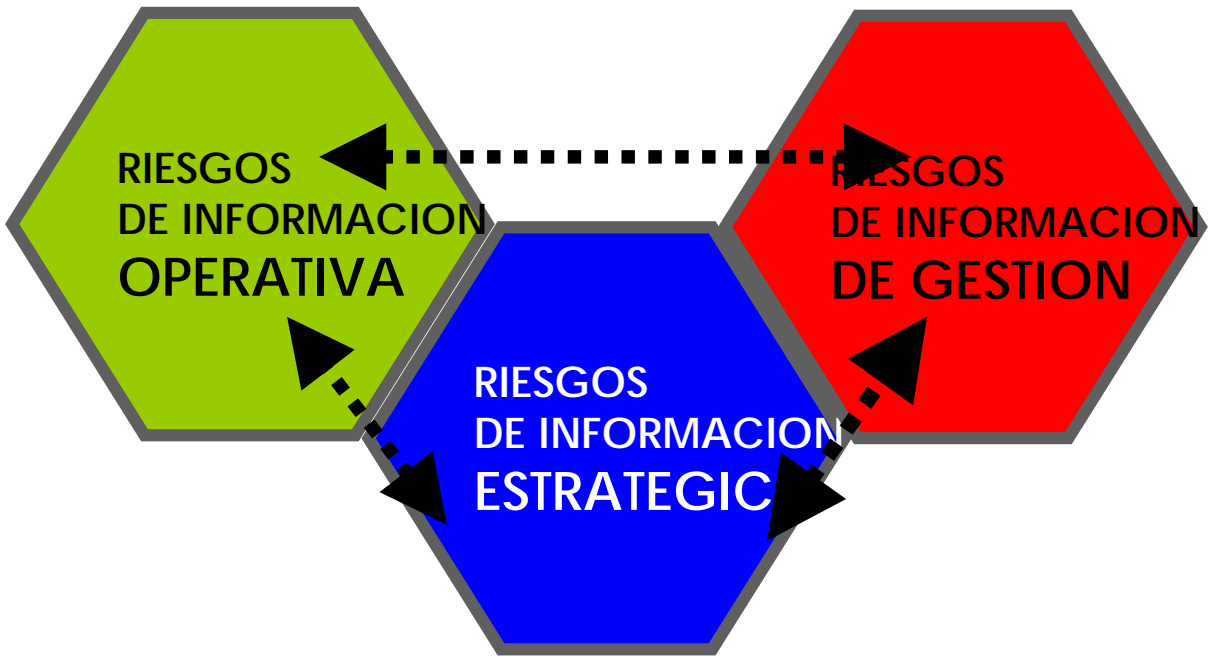 RIESGOS
DE INFORMACION
OPERATIVA
RIESGOS
DE INFORMACION
DE GESTION
RIESGOS
DE INFORMACION
ESTRATEGIC